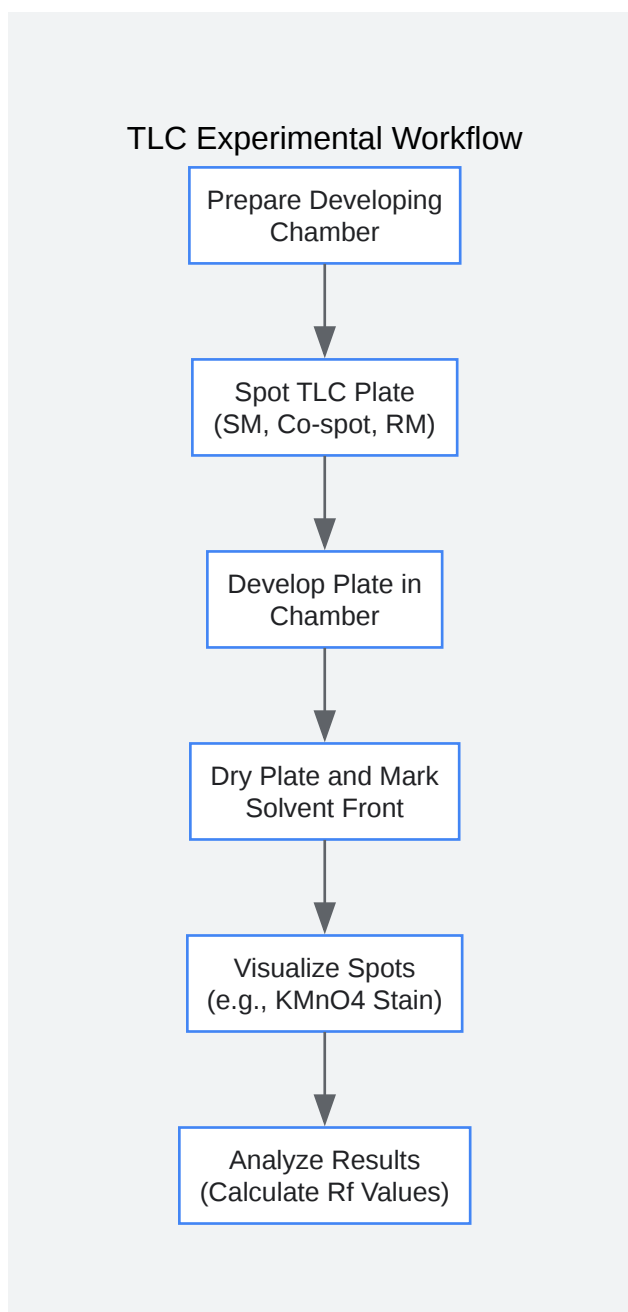 TLC Experimental Workflow
Prepare Developing
Chamber
Spot TLC Plate
(SM, Co-spot, RM)
Develop Plate in
Chamber
Dry Plate and Mark
Solvent Front
Visualize Spots
(e.g., KMnO4 Stain)
Analyze Results
(Calculate Rf Values)